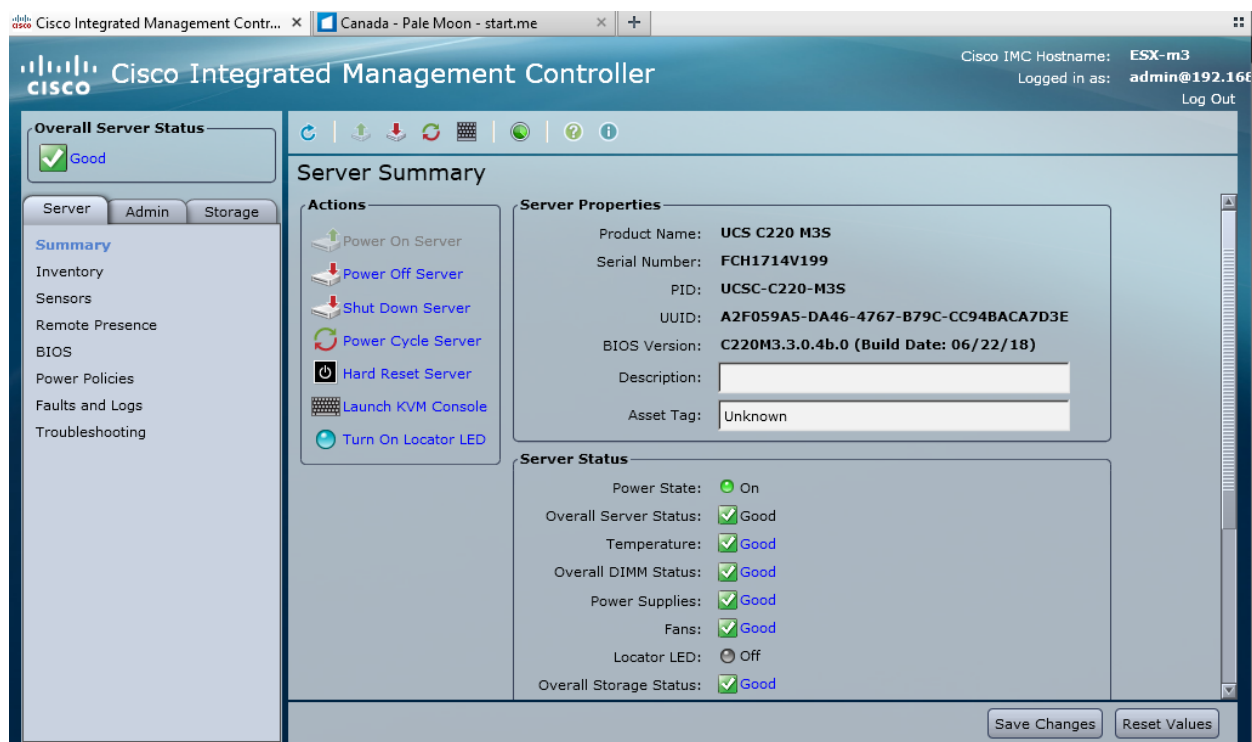 Cisco Integrated Management Contr...
Canada - Pale Moon - start.me
CISCO
Cisco Integrated Management Controller
Cisco IMC Hostname: ESX-m3
Logged in as: admin@192.168
Log Out
Overall Server Status
Good
Server Admin Storage
Summary
Inventory
Sensors
Remote Presence
BIOS
Power Policies
Faults and Logs
Troubleshooting
Server Summary
Actions
Power On Server
Power Off Server
Shut Down Server
Power Cycle Server
Hard Reset Server
Launch KVM Console
Turn On Locator LED
Server Properties
Product Name: UCS C220 M3S
Serial Number: FCH1714V199
PID: UCSC-C220-M3S
UUID: A2F059A5-DA46-4767-B79C-CC94BACA7D3E
BIOS Version: C220M3.3.0.4b.0 (Build Date: 06/22/18)
Description:
Asset Tag: Unknown
Server Status
Power State: On
Overall Server Status: Good
Temperature: Good
Overall DIMM Status: Good
Power Supplies: Good
Fans: Good
Locator LED: Off
Overall Storage Status: Good
Save Changes Reset Values